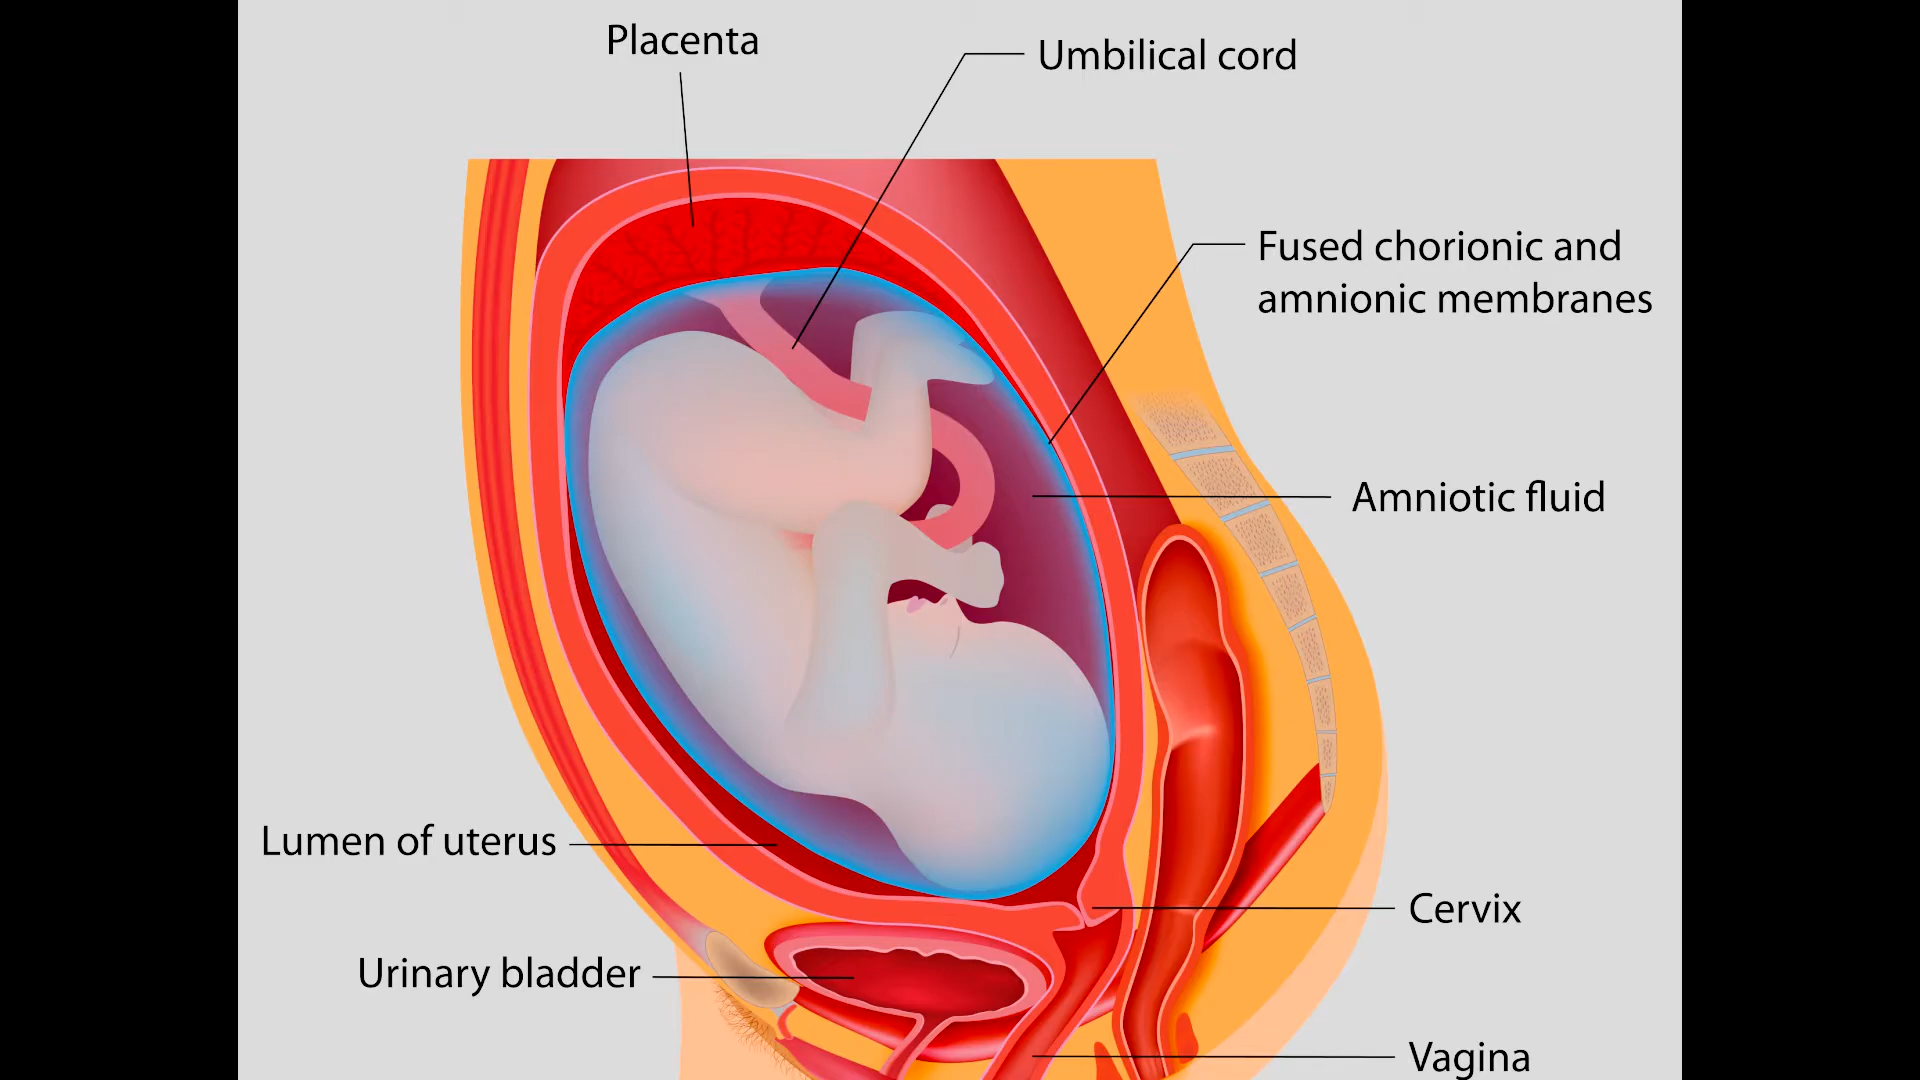 Placenta
Umbilical cord
Fused chorionic and
amnionic membranes
Amniotic fluid
Lumen of uterus
Cervix
Urinary bladder
Vagina